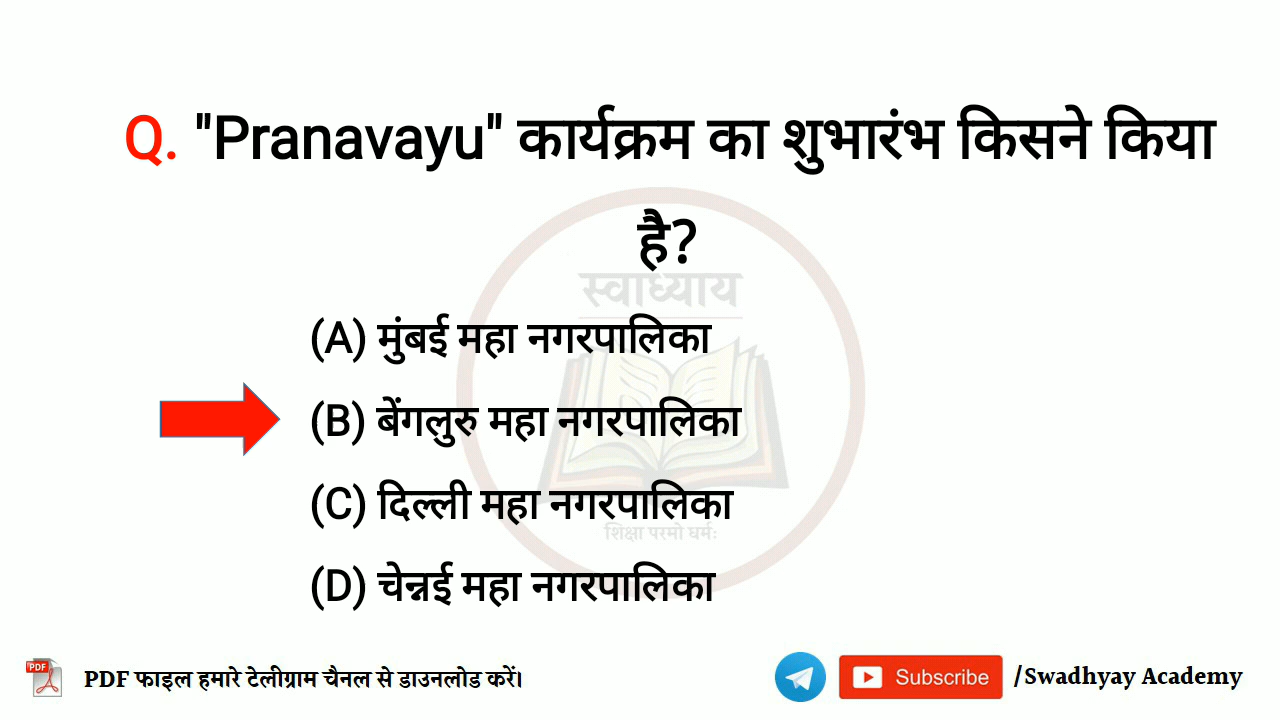 Q. "Pranavayu" कार्यक्रम का शुभारंभ किसने किया
है?
स्वाध्याय
(A) मुंबई महा नगरपालिका
(B) बेंगलुरु महा नगरपालिका
(C) दिल्ली महा नगरपालिका
शिक्षा परमो धर्मः
(D) चेन्नई महा नगरपालिका
PDF
PDF फाइल हमारे टेलीग्राम चैनल से डाउनलोड करें।
Subscribe
/Swadhyay Academy